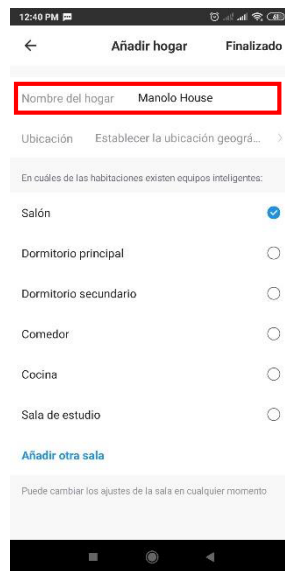 12:40 PM
Añadir hogar Finalizado
Nombre del hogar Manolo House
Ubicación Establecer la ubicación geográ...
En cuáles de las habitaciones existen equipos inteligentes:
Salón
Dormitorio principal
Dormitorio secundario
Comedor
Cocina
Sala de estudio
Añadir otra sala
Puede cambiar los ajustes de la sala en cualquier momento